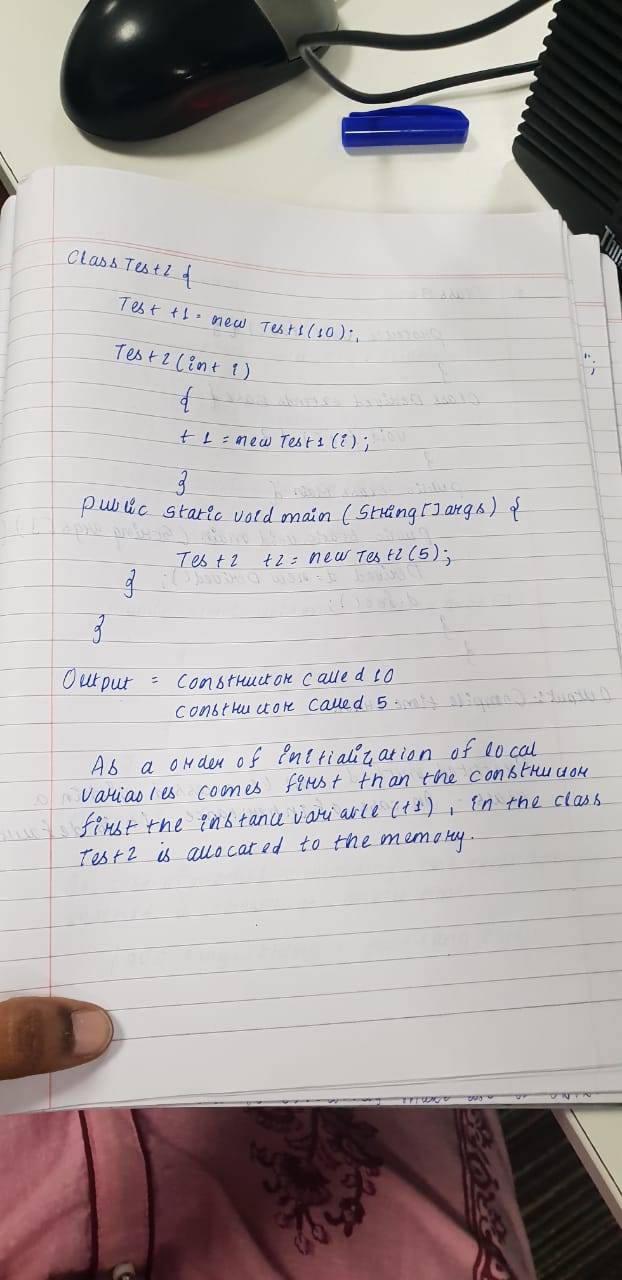 Class Test2 {
Test t1 = new Test1(10);
Test2(int i)
{
t1 = new Test1(i);
}
public static void main (String[] args) {
Test2 t2 = new Test2(5);
}
}
Output = Constructor called 10
Constructor called 5.
As a order of initialization of local
variables comes first than the constructor
first the instance variable (t1), in the class
Test2 is allocated to the memory.
";
Thin